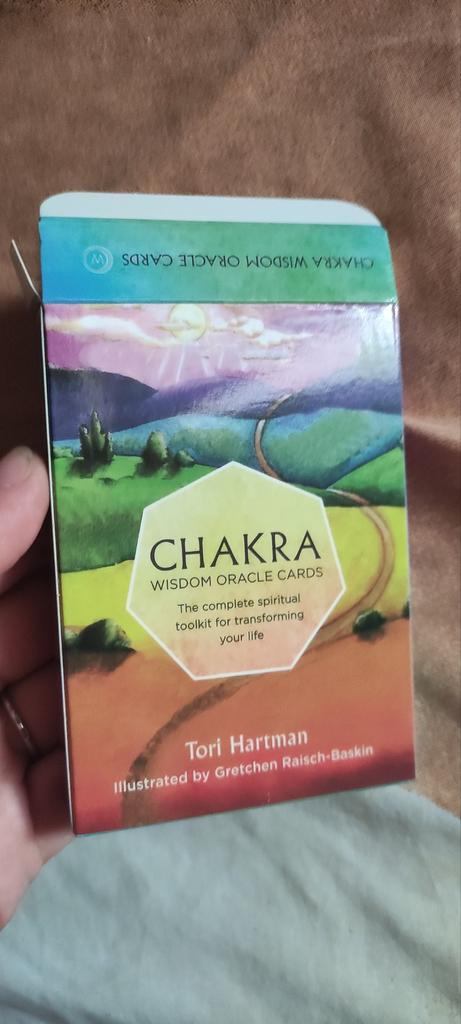 CHAKRA WISDOM ORACLE CARDS
W
CHAKRA
WISDOM ORACLE CARDS
The complete spiritual
toolkit for transforming
your life
Tori Hartman
Illustrated by Gretchen Raisch-Baskin